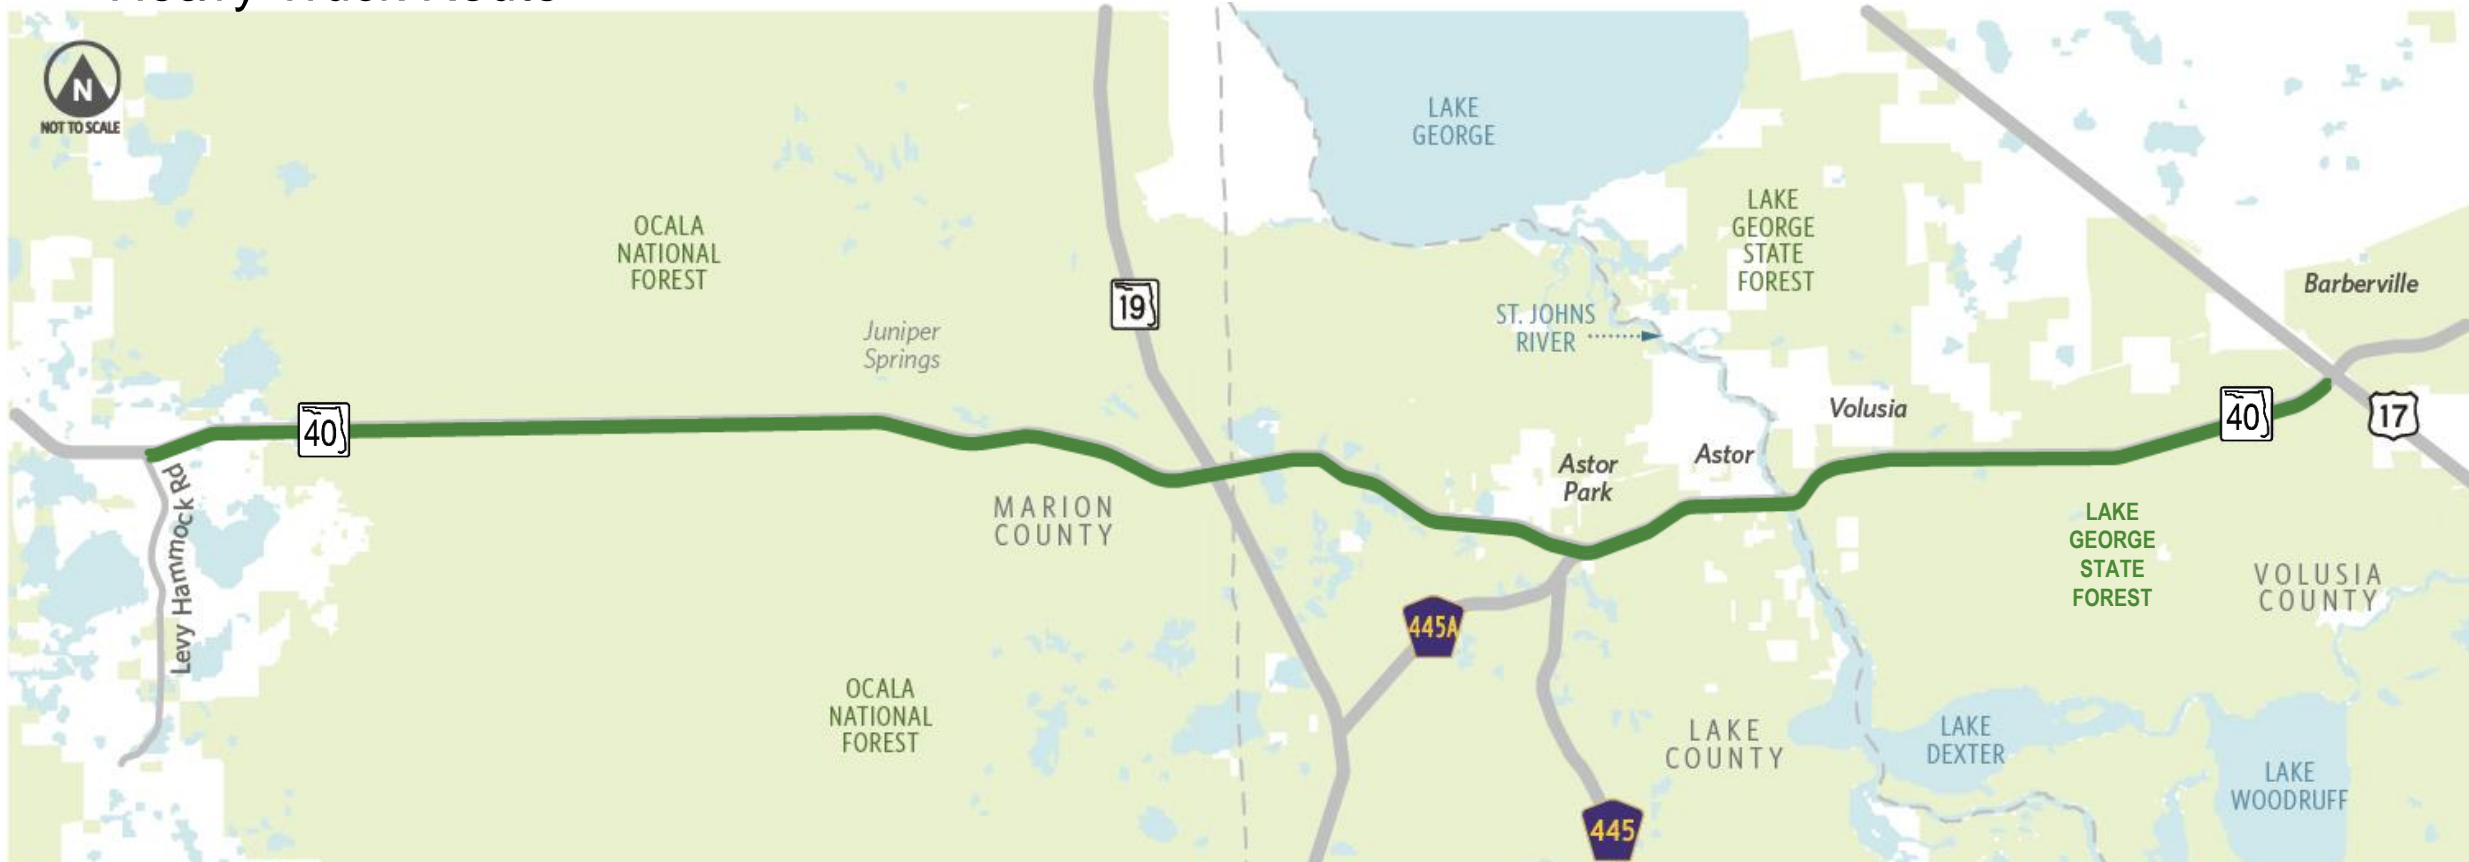 N
NOT TO SCALE
LAKE
GEORGE
OCALA
NATIONAL
FOREST
LAKE
GEORGE
STATE
FOREST
Barberville
19
ST. JOHNS
RIVER
Juniper
Springs
40
Volusia
40
17
Astor
Astor
Park
Levy Hammock Rd
MARION
COUNTY
LAKE
GEORGE
STATE
FOREST
VOLUSIA
COUNTY
445A
OCALA
NATIONAL
FOREST
LAKE
COUNTY
LAKE
DEXTER
LAKE
WOODRUFF
445